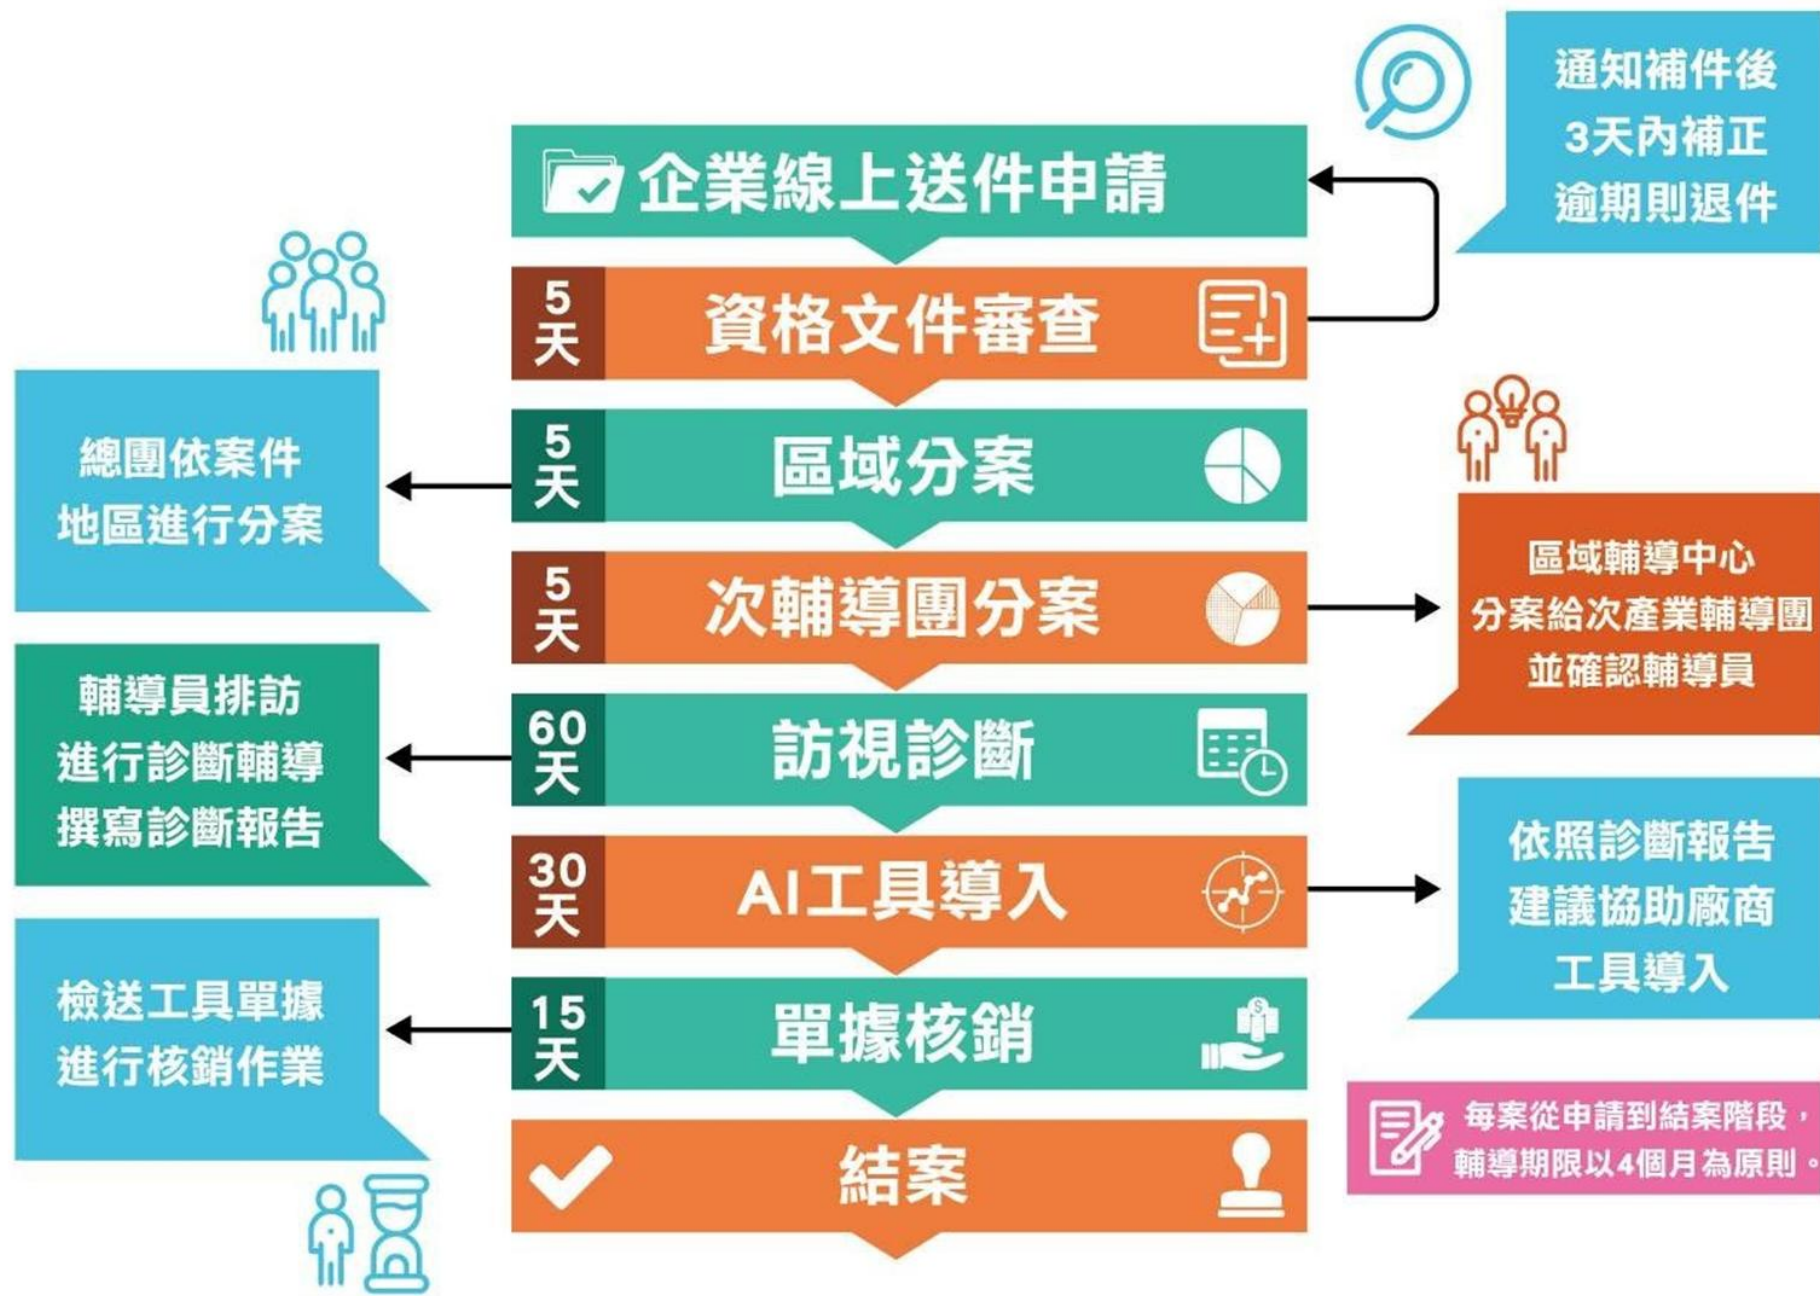 通知補件後
3天內補正
逾期則退件
企業線上送件申請
5天
資格文件審查
5天
區域分案
總團依案件
地區進行分案
5天
次輔導團分案
區域輔導中心
分案給次產業輔導團
並確認輔導員
60天
訪視診斷
輔導員排訪
進行診斷輔導
撰寫診斷報告
30天
AI工具導入
依照診斷報告
建議協助廠商
工具導入
15天
單據核銷
檢送工具單據
進行核銷作業
結案
每案從申請到結案階段，
輔導期限以4個月為原則。